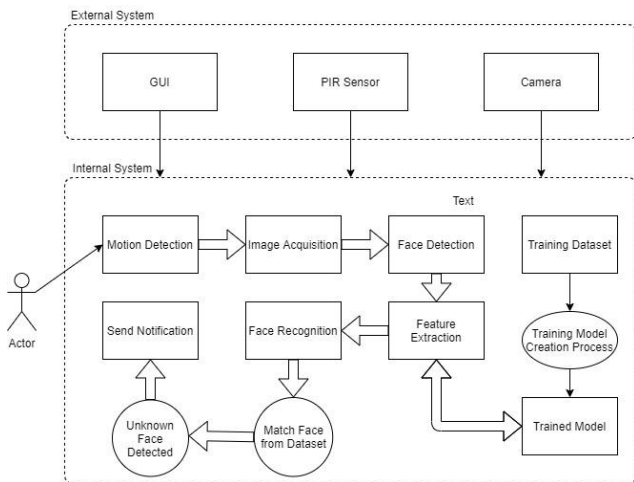 External System
GUI
PIR Sensor
Camera
Internal System
Text
Motion Detection
Image Acquisition
Face Detection
Training Dataset
Actor
Send Notification
Face Recognition
Feature
Extraction
Training Model
Creation Process
Unknown
Face
Detected
Match Face
from Dataset
Trained Model